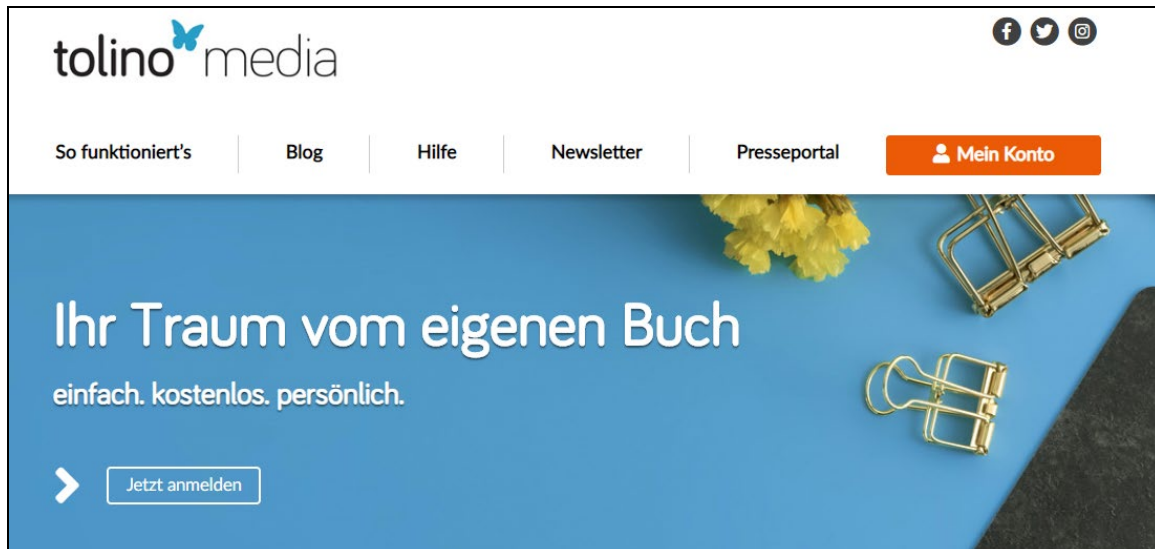 tolino media
So funktioniert's
Blog
Hilfe
Newsletter
Presseportal
Mein Konto
Ihr Traum vom eigenen Buch
einfach. kostenlos. persönlich.
Jetzt anmelden